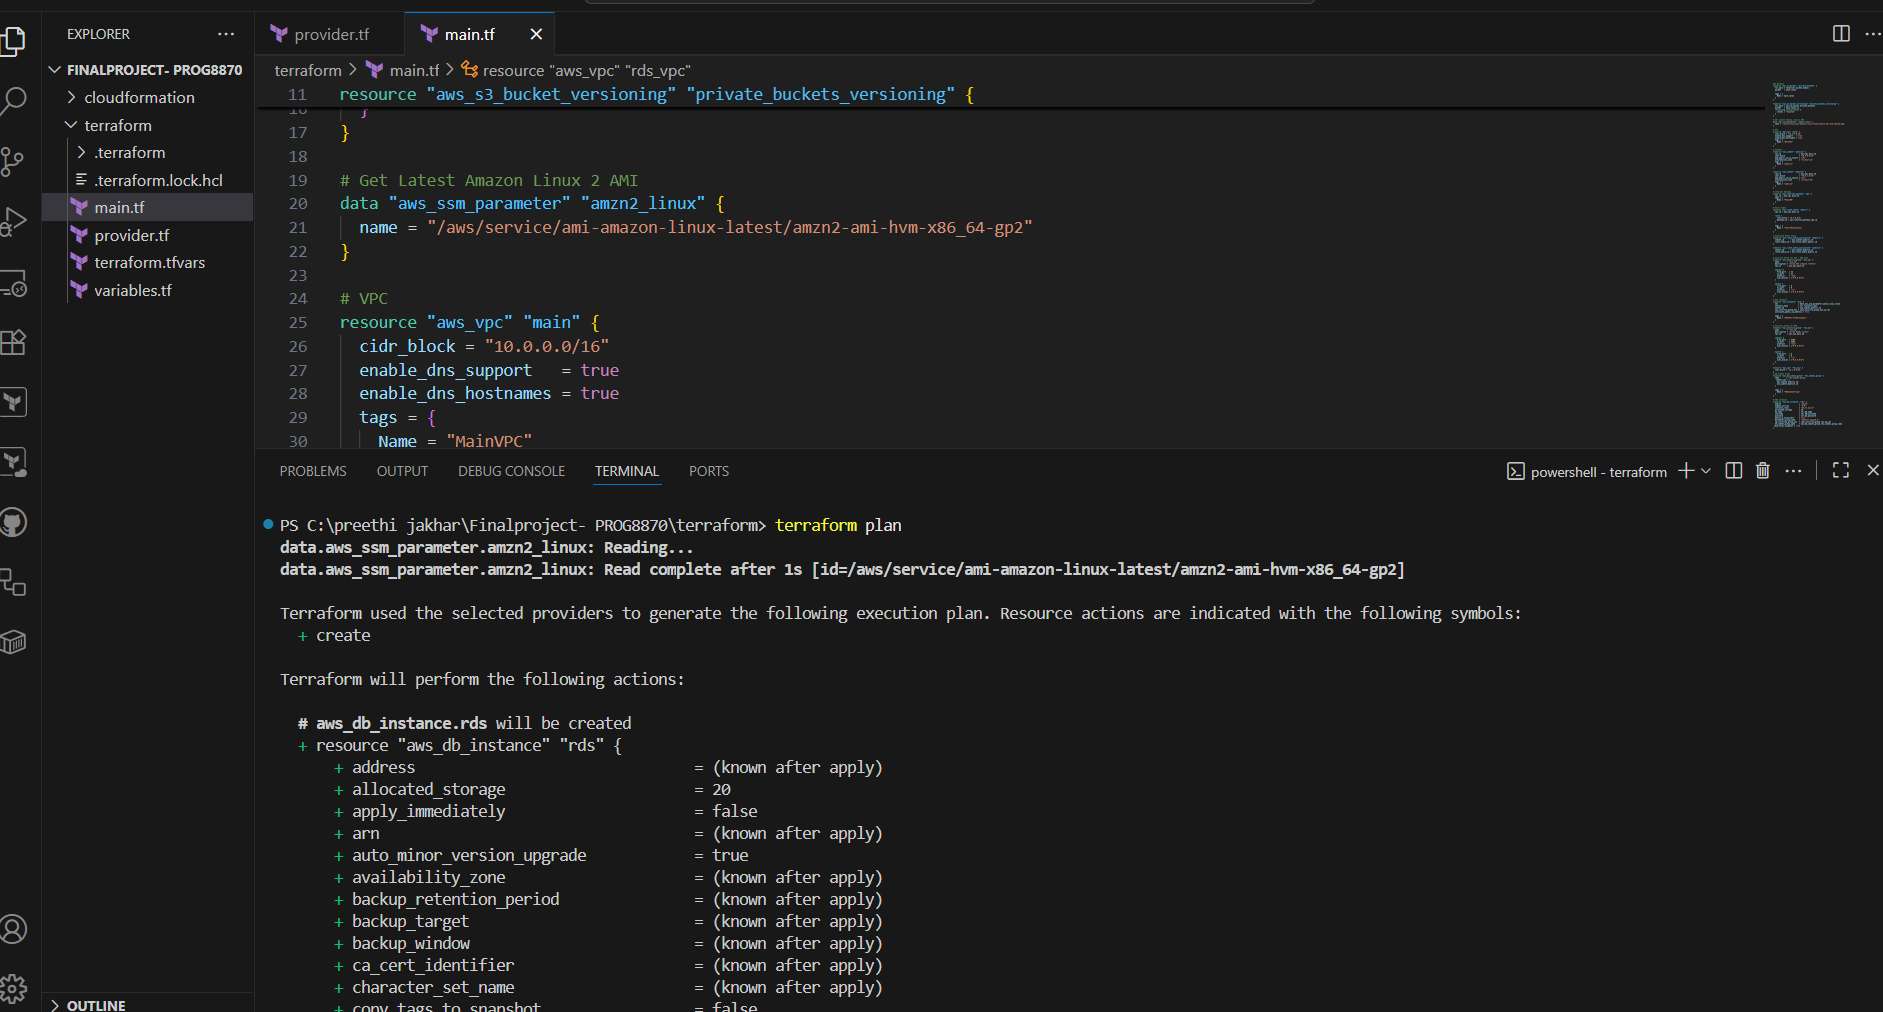 EXPLORER
FINALPROJECT- PROG8870
cloudformation
terraform
.terraform
.terraform.lock.hcl
main.tf
provider.tf
terraform.tfvars
variables.tf
OUTLINE
provider.tf
main.tf
terraform > main.tf > resource "aws_vpc" "rds_vpc"
11 resource "aws_s3_bucket_versioning" "private_buckets_versioning" {
16 }
17 }
18
19 # Get Latest Amazon Linux 2 AMI
20 data "aws_ssm_parameter" "amzn2_linux" {
21 name = "/aws/service/ami-amazon-linux-latest/amzn2-ami-hvm-x86_64-gp2"
22 }
23
24 # VPC
25 resource "aws_vpc" "main" {
26 cidr_block = "10.0.0.0/16"
27 enable_dns_support   = true
28 enable_dns_hostnames = true
29 tags = {
30 Name = "MainVPC"
PROBLEMS OUTPUT DEBUG CONSOLE TERMINAL PORTS
powershell - terraform
PS C:\preethi jakhar\Finalproject- PROG8870\terraform> terraform plan
data.aws_ssm_parameter.amzn2_linux: Reading...
data.aws_ssm_parameter.amzn2_linux: Read complete after 1s [id=/aws/service/ami-amazon-linux-latest/amzn2-ami-hvm-x86_64-gp2]
Terraform used the selected providers to generate the following execution plan. Resource actions are indicated with the following symbols:
+ create
Terraform will perform the following actions:
# aws_db_instance.rds will be created
+ resource "aws_db_instance" "rds" {
+ address = (known after apply)
+ allocated_storage = 20
+ apply_immediately = false
+ arn = (known after apply)
+ auto_minor_version_upgrade = true
+ availability_zone = (known after apply)
+ backup_retention_period = (known after apply)
+ backup_target = (known after apply)
+ backup_window = (known after apply)
+ ca_cert_identifier = (known after apply)
+ character_set_name = (known after apply)
+ copy_tags_to_snapshot = false